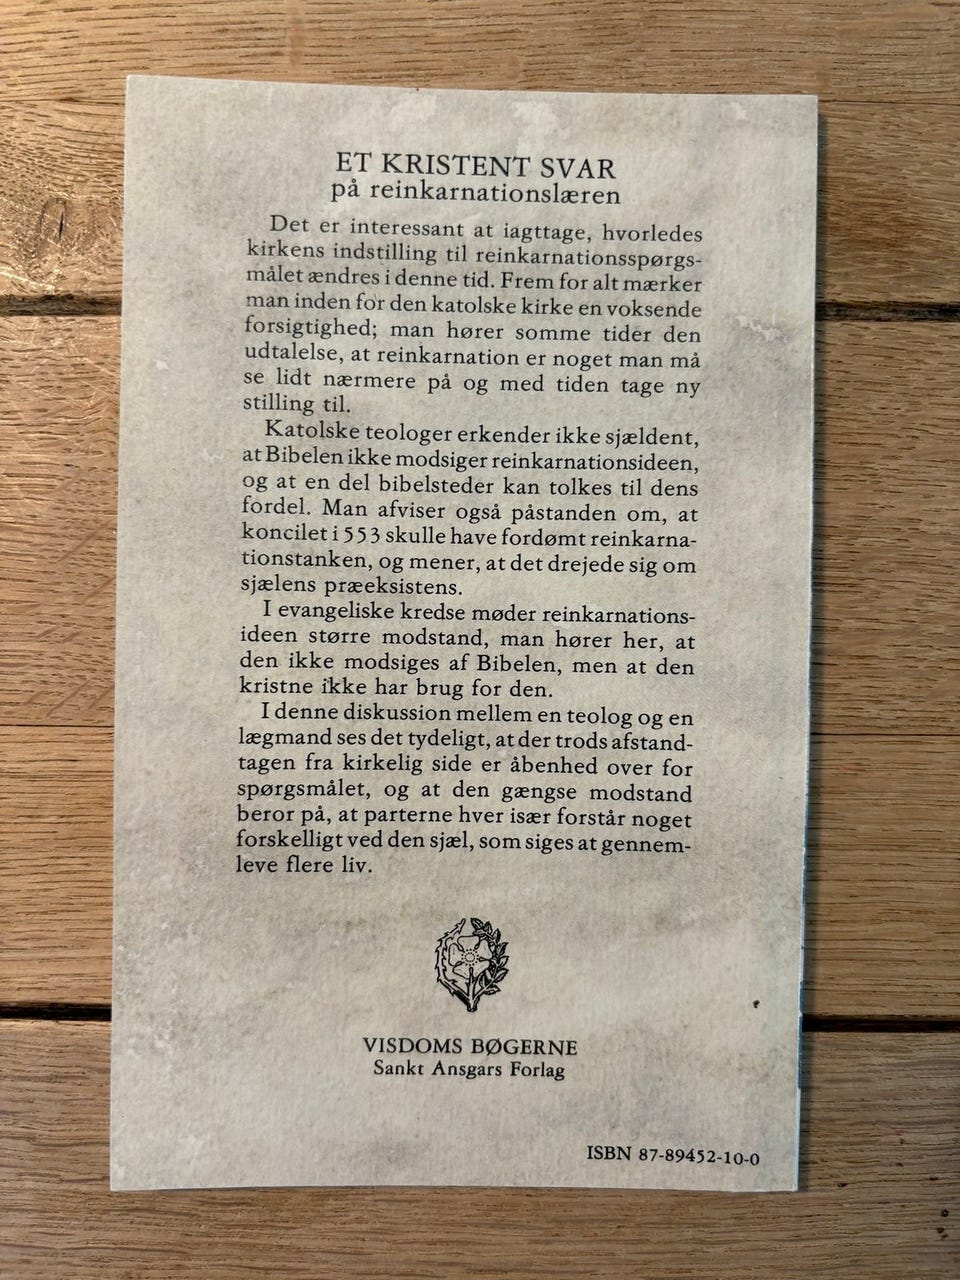 ET KRISTENT SVAR
på reinkarnationslæren
Det er interessant at iagttage, hvorledes
kirkens indstilling til reinkarnationsspørgs-
målet ændres i denne tid. Frem for alt mærker
man inden for den katolske kirke en voksende
forsigtighed; man hører somme tider den
udtalelse, at reinkarnation er noget man må
se lidt nærmere på og med tiden tage ny
stilling til.
Katolske teologer erkender ikke sjældent,
at Bibelen ikke modsiger reinkarnationsideen,
og at en del bibelsteder kan tolkes til dens
fordel. Man afviser også påstanden om, at
koncilet i 553 skulle have fordømt reinkarna-
tionstanken, og mener, at det drejede sig om
sjælens præeksistens.
I evangeliske kredse møder reinkarnations-
ideen større modstand, man hører her, at
den ikke modsiges af Bibelen, men at den
kristne ikke har brug for den.
I denne diskussion mellem en teolog og en
lægmand ses det tydeligt, at der trods afstand-
tagen fra kirkelig side er åbenhed over for
spørgsmålet, og at den gængse modstand
beror på, at parterne hver især forstår noget
forskelligt ved den sjæl, som siges at gennem-
leve flere liv.
VISDOMS BØGERNE
Sankt Ansgars Forlag
ISBN 87-89452-10-0